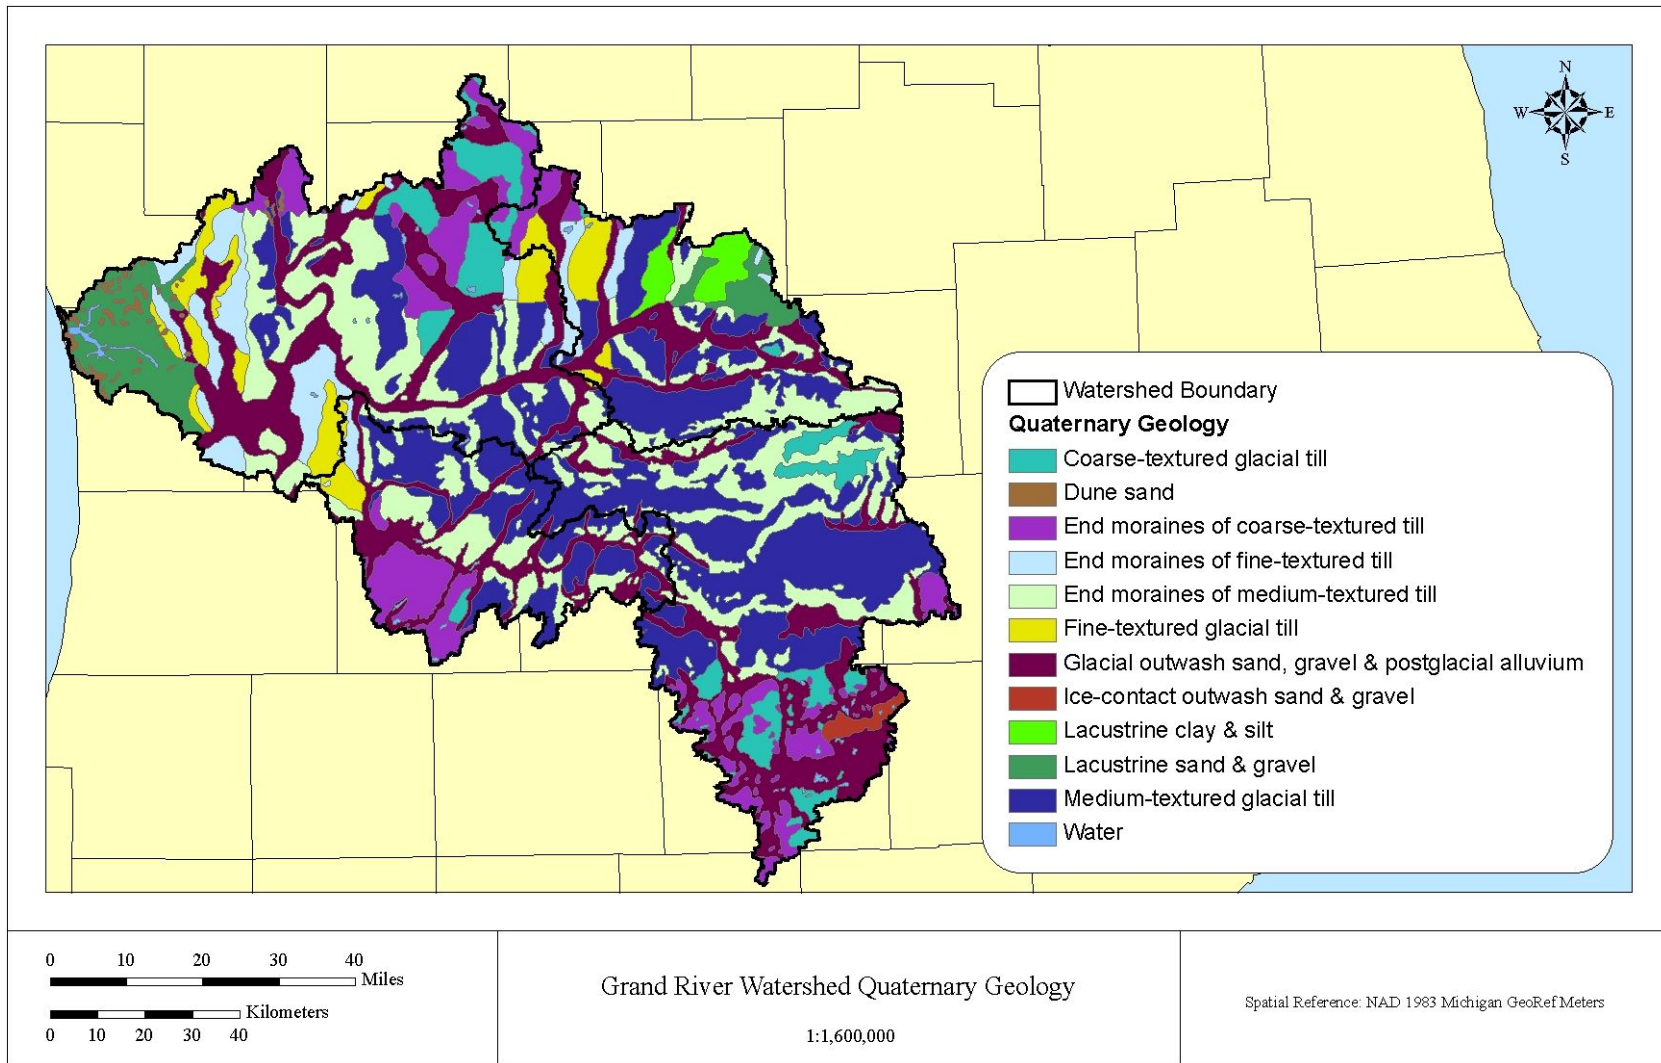 N
W E
S
Watershed Boundary
Quaternary Geology
Coarse-textured glacial till
Dune sand
End moraines of coarse-textured till
End moraines of fine-textured till
End moraines of medium-textured till
Fine-textured glacial till
Glacial outwash sand, gravel & postglacial alluvium
Ice-contact outwash sand & gravel
Lacustrine clay & silt
Lacustrine sand & gravel
Medium-textured glacial till
Water
0 10 20 30 40
Miles
Kilometers
0 10 20 30 40
Grand River Watershed Quaternary Geology
1:1,600,000
Spatial Reference: NAD 1983 Michigan GeoRef Meters